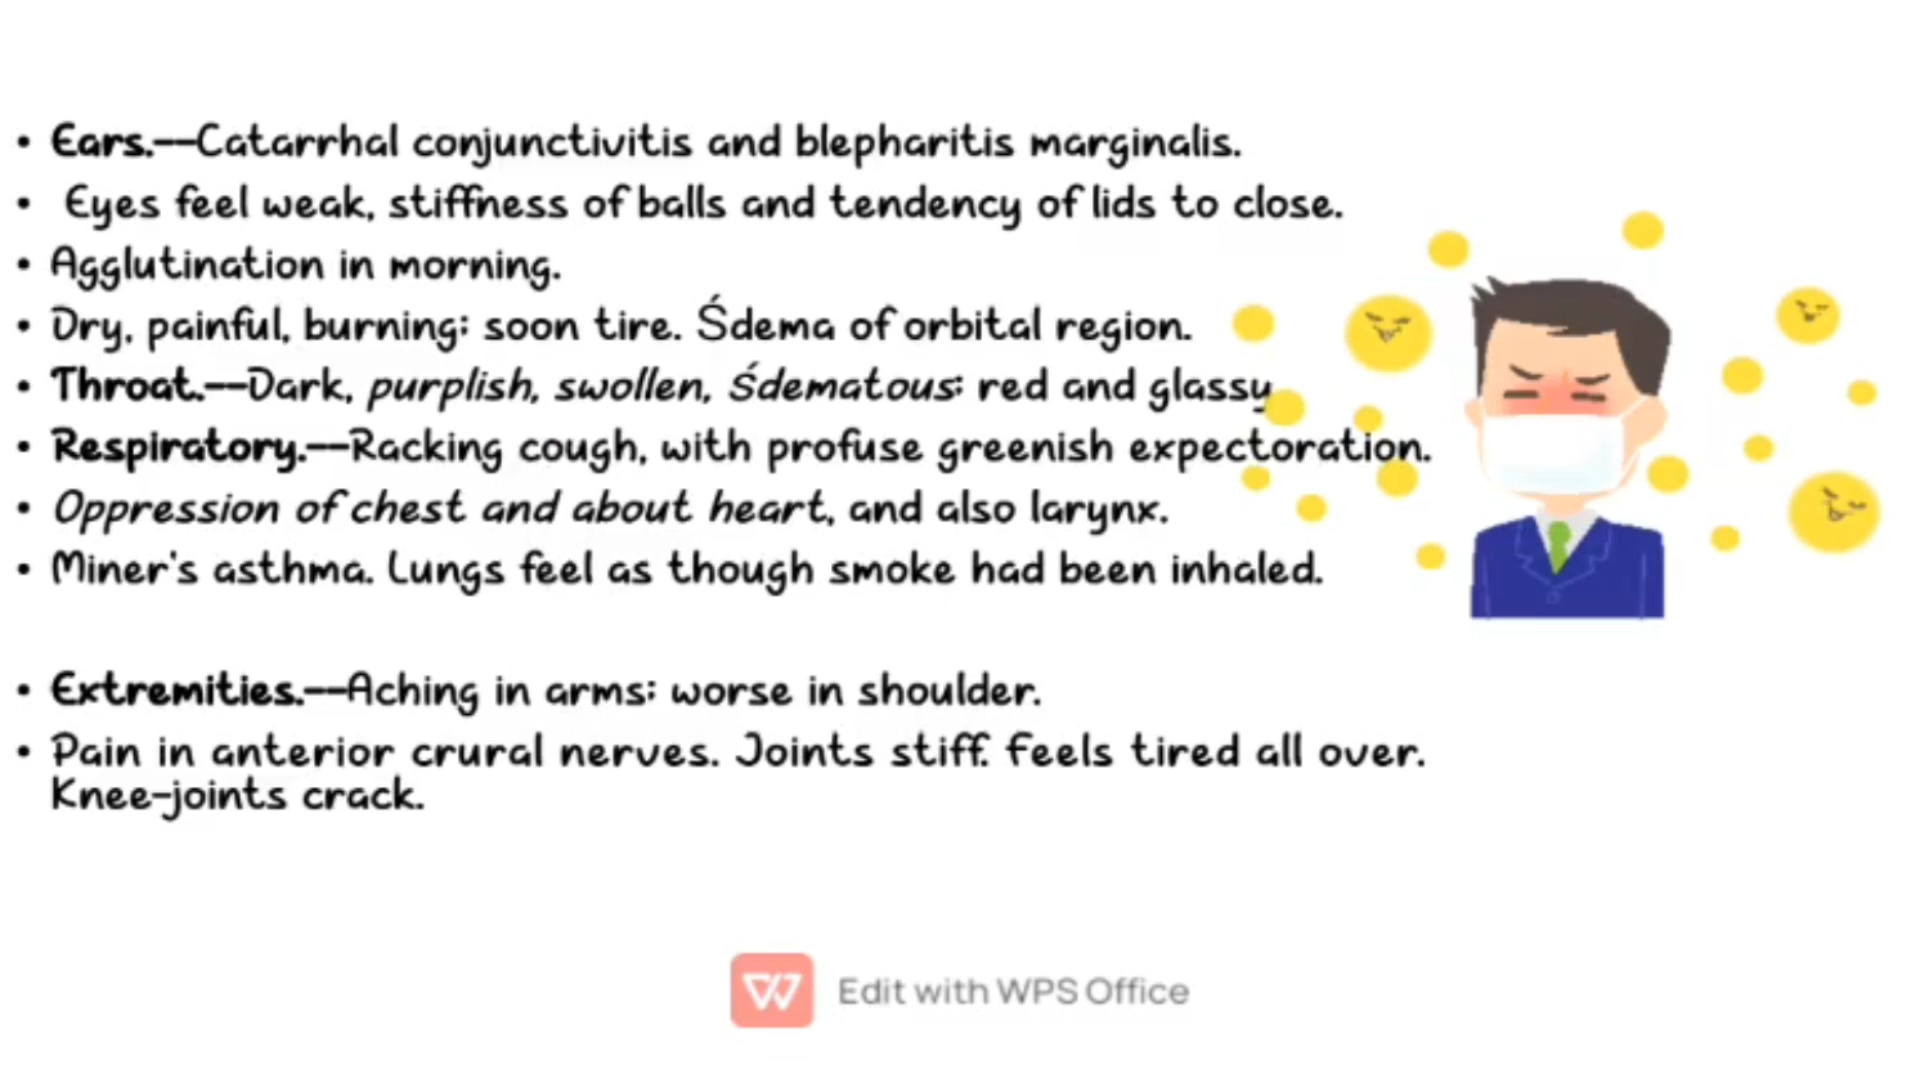 • Ears.--Catarrhal conjunctivitis and blepharitis marginalis.
• Eyes feel weak, stiffness of balls and tendency of lids to close.
• Agglutination in morning.
• Dry, painful, burning; soon tire. Śdema of orbital region.
• Throat.--Dark, purplish, swollen, śdematous; red and glassy
• Respiratory.--Racking cough, with profuse greenish expectoration.
• Oppression of chest and about heart, and also larynx.
• Miner's asthma. Lungs feel as though smoke had been inhaled.
• Extremities.--Aching in arms; worse in shoulder.
• Pain in anterior crural nerves. Joints stiff. Feels tired all over.
Knee-joints crack.
W Edit with WPS Office